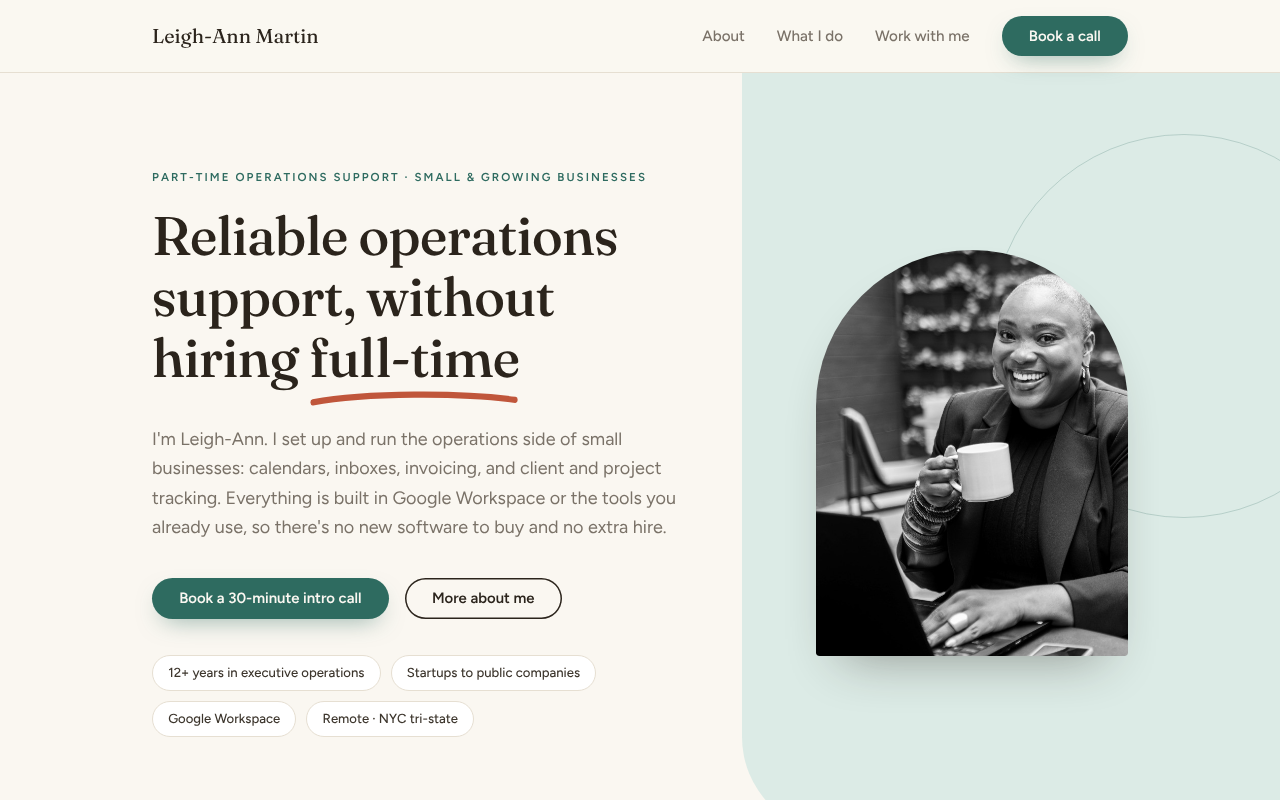 Leigh-Ann Martin
About
What I do
Work with me
Book a call
PART-TIME OPERATIONS SUPPORT · SMALL & GROWING BUSINESSES
Reliable operations
support, without
hiring full-time
I'm Leigh-Ann. I set up and run the operations side of small
businesses: calendars, inboxes, invoicing, and client and project
tracking. Everything is built in Google Workspace or the tools you
already use, so there's no new software to buy and no extra hire.
Book a 30-minute intro call
More about me
12+ years in executive operations
Startups to public companies
Google Workspace
Remote · NYC tri-state